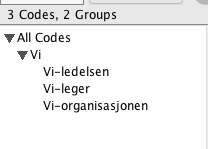 3 Codes, 2 Groups
All Codes
Vi
Vi-ledelsen
Vi-leger
Vi-organisasjonen